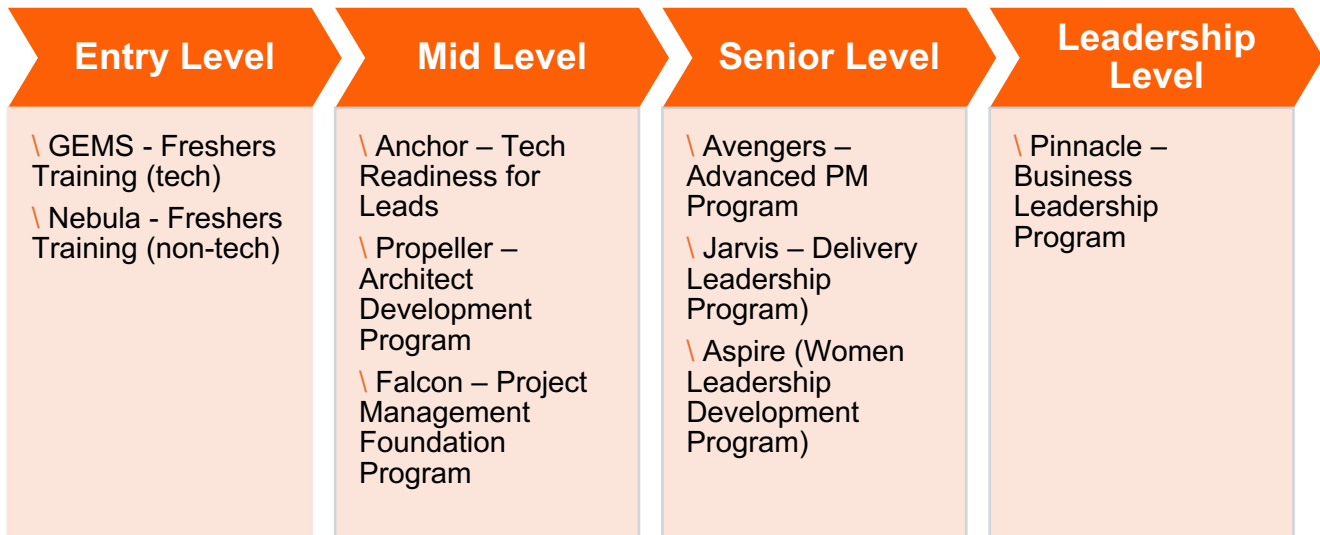 Entry Level
\ GEMS - Freshers
Training (tech)
\ Nebula - Freshers
Training (non-tech)
Mid Level
\ Anchor – Tech
Readiness for
Leads
\ Propeller –
Architect
Development
Program
\ Falcon – Project
Management
Foundation
Program
Senior Level
\ Avengers –
Advanced PM
Program
\ Jarvis – Delivery
Leadership
Program)
\ Aspire (Women
Leadership
Development
Program)
Leadership
Level
\ Pinnacle –
Business
Leadership
Program